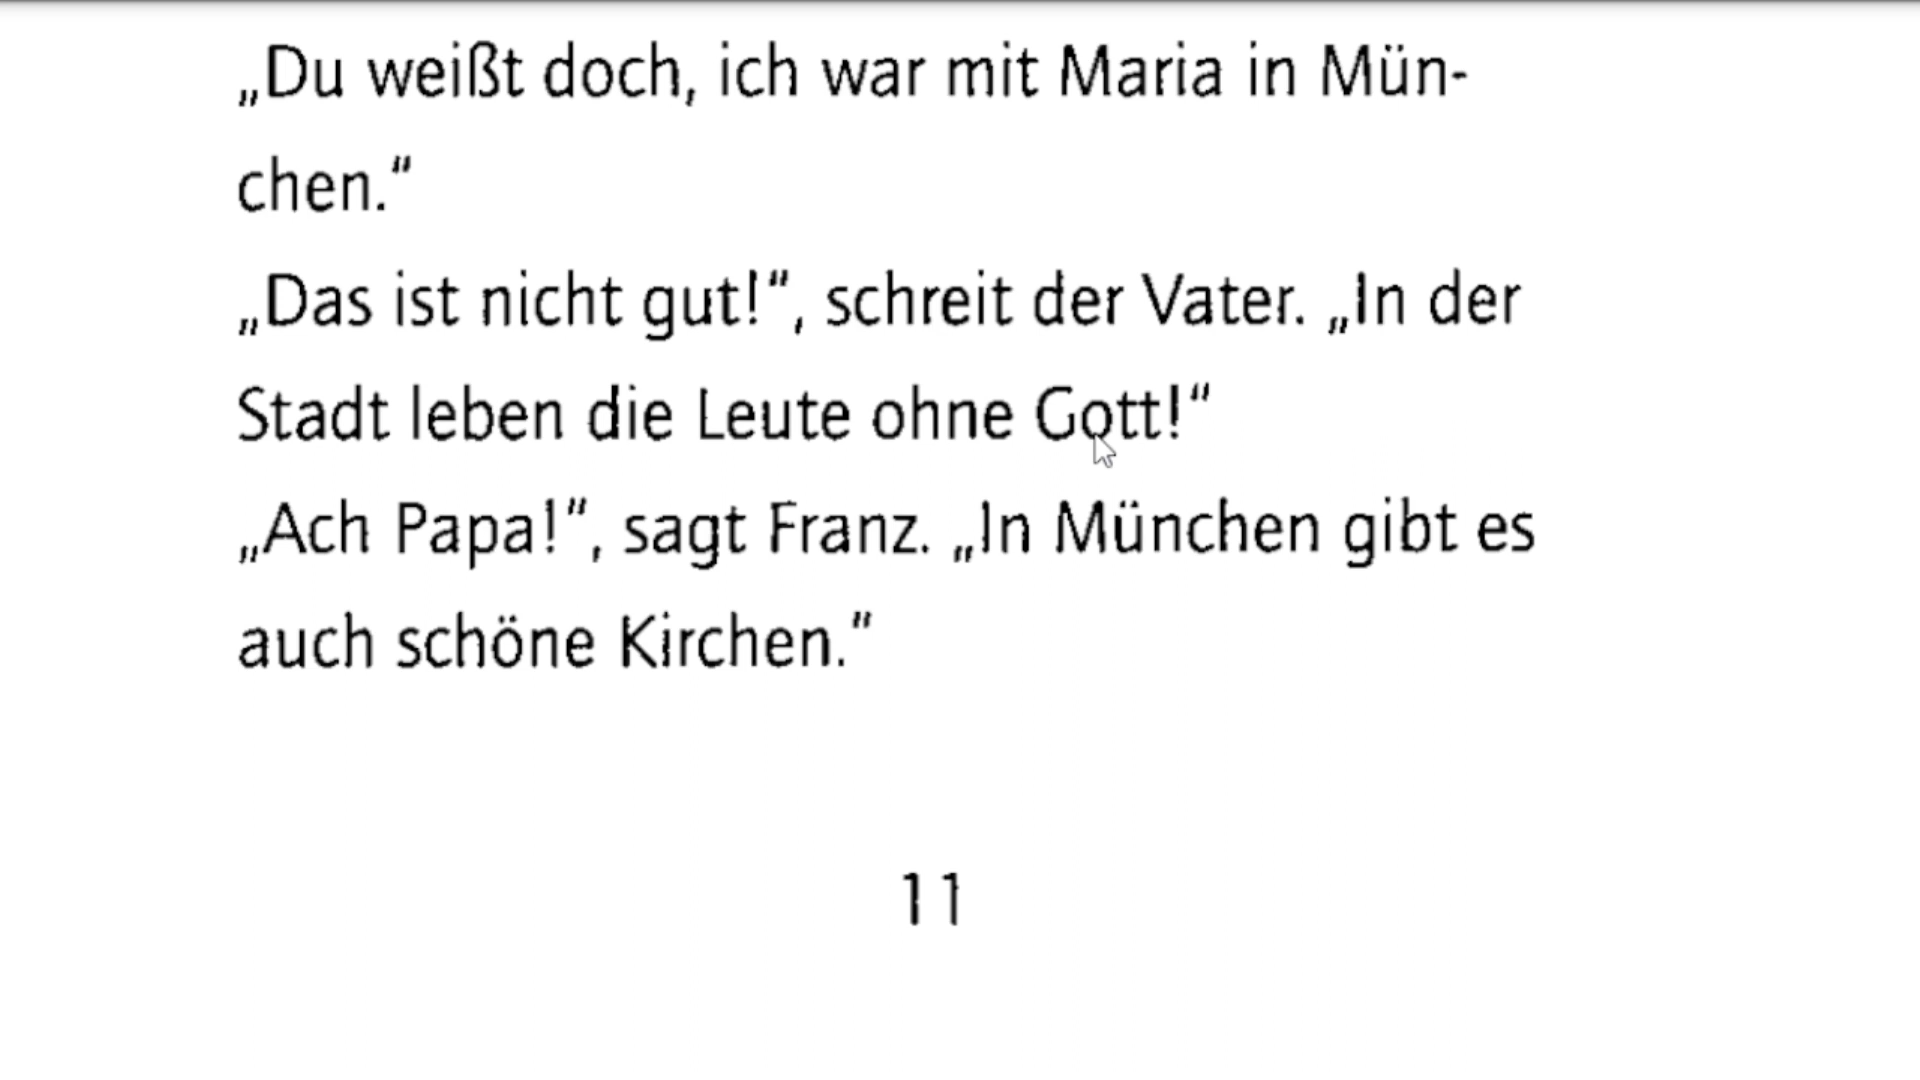 „Du weißt doch, ich war mit Maria in Mün-
chen.“
„Das ist nicht gut!“, schreit der Vater. „In der
Stadt leben die Leute ohne Gott!“
„Ach Papa!“, sagt Franz. „In München gibt es
auch schöne Kirchen.“
11